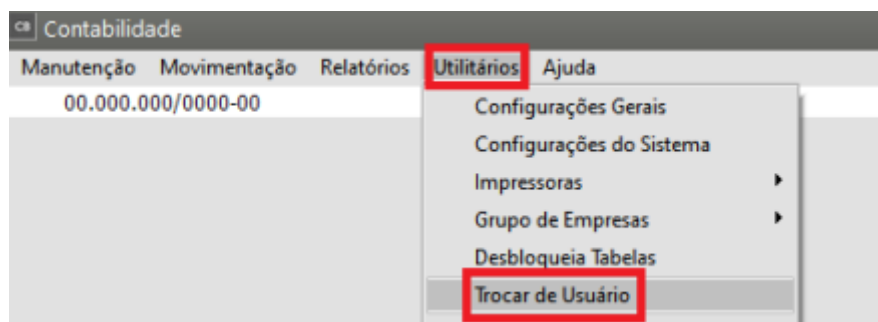 CB Contabilidade
Manutenção Movimentação Relatórios Utilitários Ajuda
00.000.000/0000-00
Configurações Gerais
Configurações do Sistema
Impressoras
Grupo de Empresas
Desbloqueia Tabelas
Trocar de Usuário